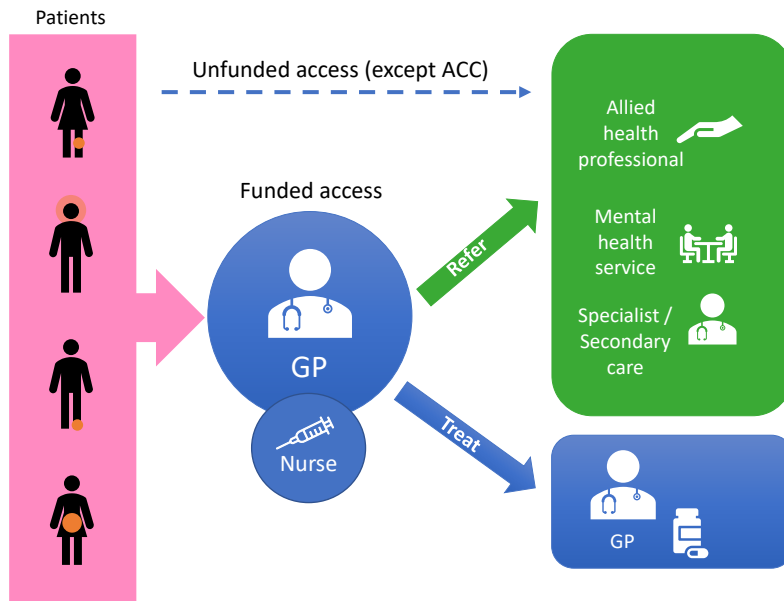 Patients
Unfunded access (except ACC)
Allied
health
professional
Funded access
Mental
health
service
Refer
Specialist /
Secondary
care
GP
Treat
Nurse
GP